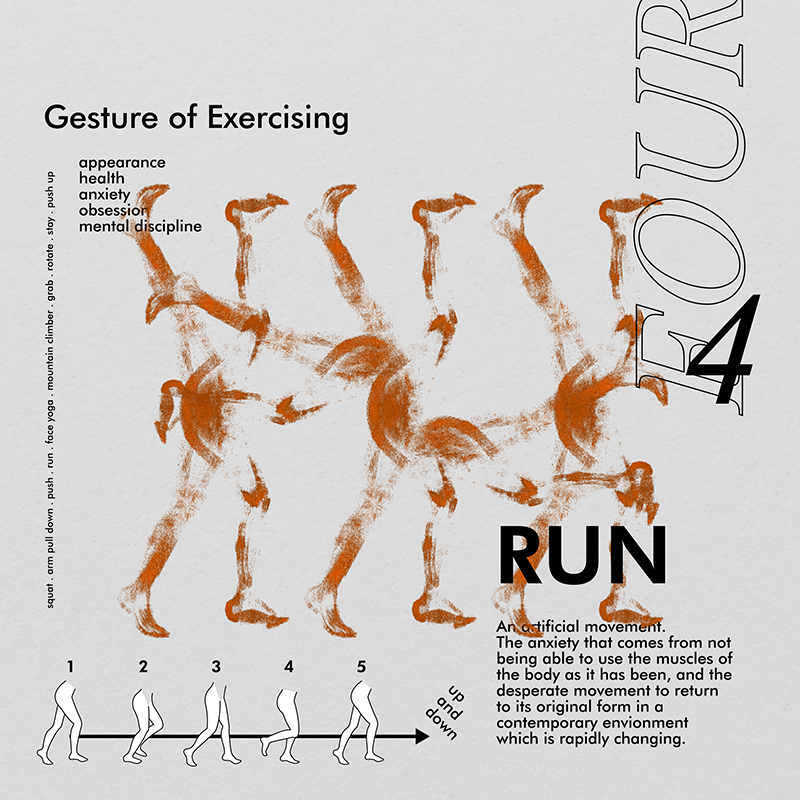 FOUR
4
Gesture of Exercising
appearance
health
anxiety
obsession
mental discipline
squat . arm pull down . push . run . face yoga . mountain climber . grab . rotate . stay . push up
RUN
An artificial movement.
The anxiety that comes from not
being able to use the muscles of
the body as it has been, and the
desperate movement to return
to its original form in a
contemporary envionment
which is rapidly changing.
1 2 3 4 5
up
and
down